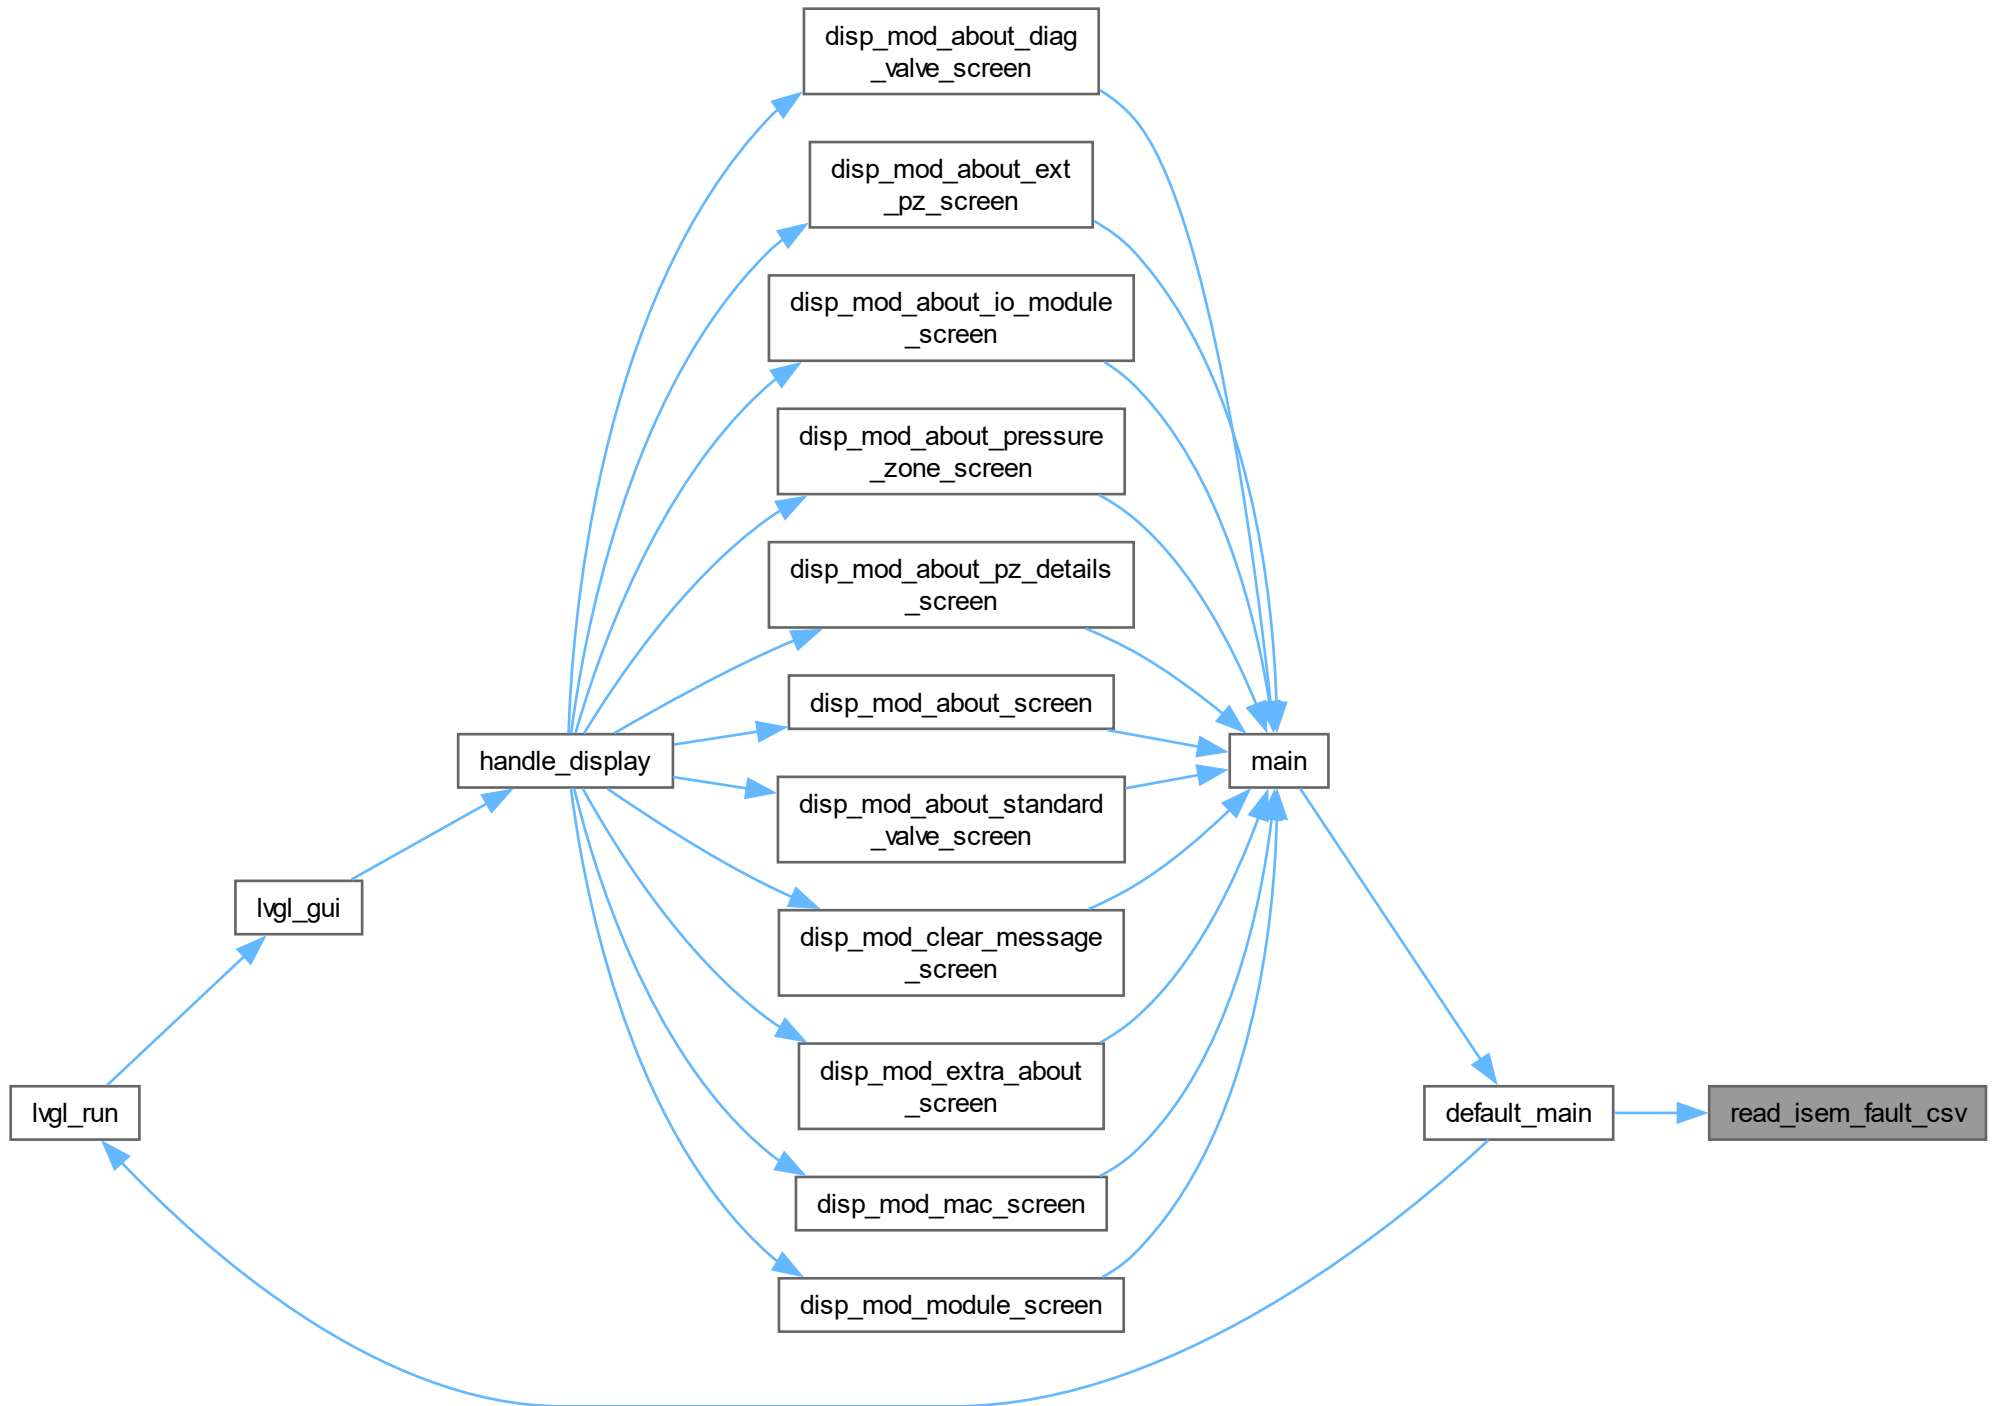 disp_mod_about_diag
_valve_screen
disp_mod_about_ext
_pz_screen
disp_mod_about_io_module
_screen
disp_mod_about_pressure
_zone_screen
disp_mod_about_pz_details
_screen
disp_mod_about_screen
handle_display
main
disp_mod_about_standard
_valve_screen
lvgl_gui
disp_mod_clear_message
_screen
disp_mod_extra_about
_screen
lvgl_run
default_main
read_isem_fault_csv
disp_mod_mac_screen
disp_mod_module_screen